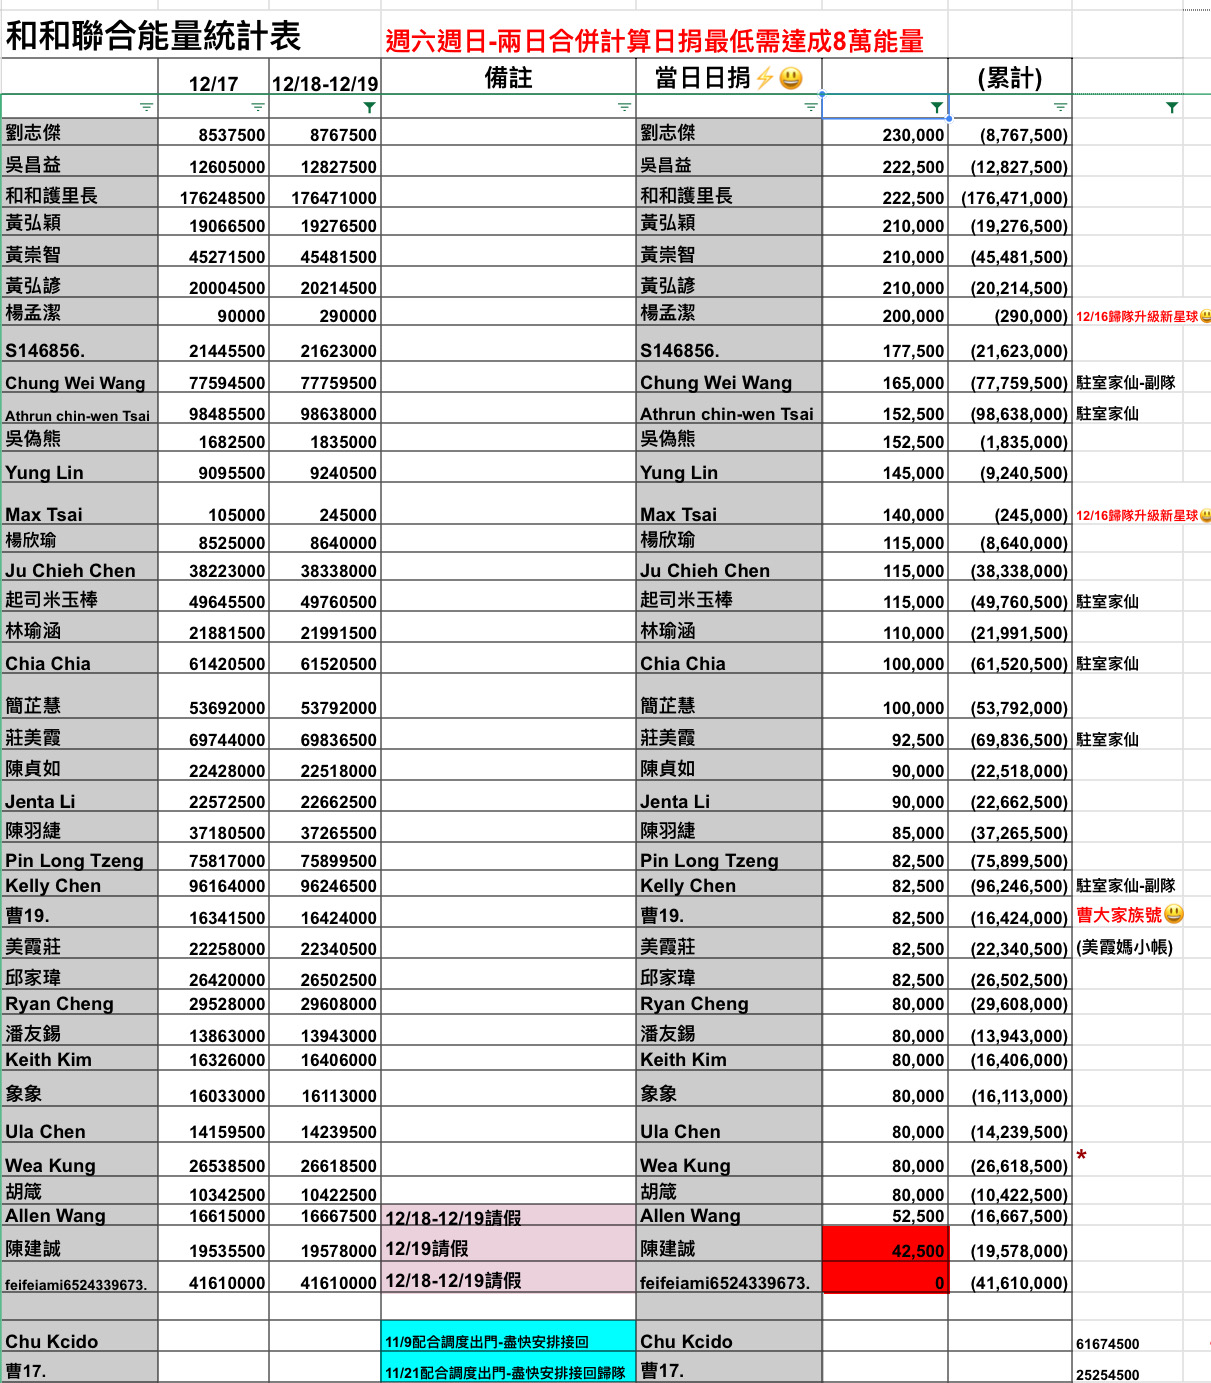 和和聯合能量統計表 週六週日-兩日合併計算日捐最低需達成8萬能量
12/17 12/18-12/19 備註 當日日捐⚡😃 (累計)
劉志傑 8537500 8767500 劉志傑 230,000 (8,767,500)
吳昌益 12605000 12827500 吳昌益 222,500 (12,827,500)
和和護里長 176248500 176471000 和和護里長 222,500 (176,471,000)
黃弘穎 19066500 19276500 黃弘穎 210,000 (19,276,500)
黃崇智 45271500 45481500 黃崇智 210,000 (45,481,500)
黃弘諺 20004500 20214500 黃弘諺 210,000 (20,214,500)
楊孟潔 90000 290000 楊孟潔 200,000 (290,000) 12/16歸隊升級新星球😃
S146856. 21445500 21623000 S146856. 177,500 (21,623,000)
Chung Wei Wang 77594500 77759500 Chung Wei Wang 165,000 (77,759,500) 駐室家仙-副隊
Athrun chin-wen Tsai 98485500 98638000 Athrun chin-wen Tsai 152,500 (98,638,000) 駐室家仙
吳偽熊 1682500 1835000 吳偽熊 152,500 (1,835,000)
Yung Lin 9095500 9240500 Yung Lin 145,000 (9,240,500)
Max Tsai 105000 245000 Max Tsai 140,000 (245,000) 12/16歸隊升級新星球😃
楊欣瑜 8525000 8640000 楊欣瑜 115,000 (8,640,000)
Ju Chieh Chen 38223000 38338000 Ju Chieh Chen 115,000 (38,338,000)
起司米玉棒 49645500 49760500 起司米玉棒 115,000 (49,760,500) 駐室家仙
林瑜涵 21881500 21991500 林瑜涵 110,000 (21,991,500)
Chia Chia 61420500 61520500 Chia Chia 100,000 (61,520,500) 駐室家仙
簡芷慧 53692000 53792000 簡芷慧 100,000 (53,792,000)
莊美霞 69744000 69836500 莊美霞 92,500 (69,836,500) 駐室家仙
陳貞如 22428000 22518000 陳貞如 90,000 (22,518,000)
Jenta Li 22572500 22662500 Jenta Li 90,000 (22,662,500)
陳羽緁 37180500 37265500 陳羽緁 85,000 (37,265,500)
Pin Long Tzeng 75817000 75899500 Pin Long Tzeng 82,500 (75,899,500)
Kelly Chen 96164000 96246500 Kelly Chen 82,500 (96,246,500) 駐室家仙-副隊
曹19. 16341500 16424000 曹19. 82,500 (16,424,000) 曹大家族號😃
美霞莊 22258000 22340500 美霞莊 82,500 (22,340,500) (美霞媽小帳)
邱家瑋 26420000 26502500 邱家瑋 82,500 (26,502,500)
Ryan Cheng 29528000 29608000 Ryan Cheng 80,000 (29,608,000)
潘友錫 13863000 13943000 潘友錫 80,000 (13,943,000)
Keith Kim 16326000 16406000 Keith Kim 80,000 (16,406,000)
象象 16033000 16113000 象象 80,000 (16,113,000)
Ula Chen 14159500 14239500 Ula Chen 80,000 (14,239,500)
Wea Kung 26538500 26618500 Wea Kung 80,000 (26,618,500) *
胡箴 10342500 10422500 胡箴 80,000 (10,422,500)
Allen Wang 16615000 16667500 12/18-12/19請假 Allen Wang 52,500 (16,667,500)
陳建誠 19535500 19578000 12/19請假 陳建誠 42,500 (19,578,000)
feifeiami6524339673. 41610000 41610000 12/18-12/19請假 feifeiami6524339673. 0 (41,610,000)
Chu Kcido 11/9配合調度出門-盡快安排接回 Chu Kcido 61674500
曹17. 11/21配合調度出門-盡快安排接回歸隊 曹17. 25254500